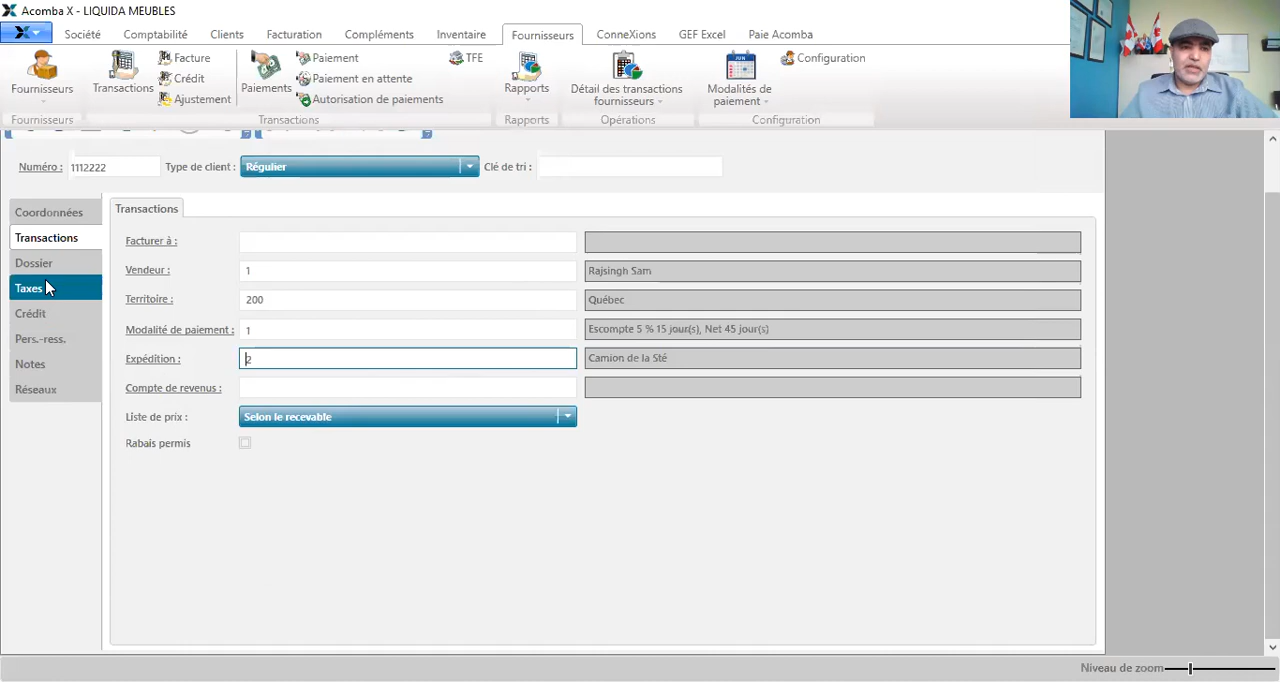 Acomba X - LIQUIDA MEUBLES
Société Comptabilité Clients Facturation Compléments Inventaire Fournisseurs ConneXions GEF Excel Paie Acomba
Fournisseurs
Transactions
Facture
Crédit
Ajustement
Paiements
Paiement
Paiement en attente
Autorisation de paiements
TFE
Rapports
Détail des transactions
fournisseurs
Modalités de
paiement
Configuration
Fournisseurs Transactions Rapports Opérations Configuration
Numéro : 1112222 Type de client : Régulier Clé de tri :
Coordonnées
Transactions
Dossier
Taxes
Crédit
Pers.-ress.
Notes
Réseaux
Transactions
Facturer à :
Vendeur : 1 Rajsingh Sam
Territoire : 200 Québec
Modalité de paiement : 1 Escompte 5 % 15 jour(s), Net 45 jour(s)
Expédition : 2 Camion de la Sté
Compte de revenus :
Liste de prix : Selon le recevable
Rabais permis
Niveau de zoom